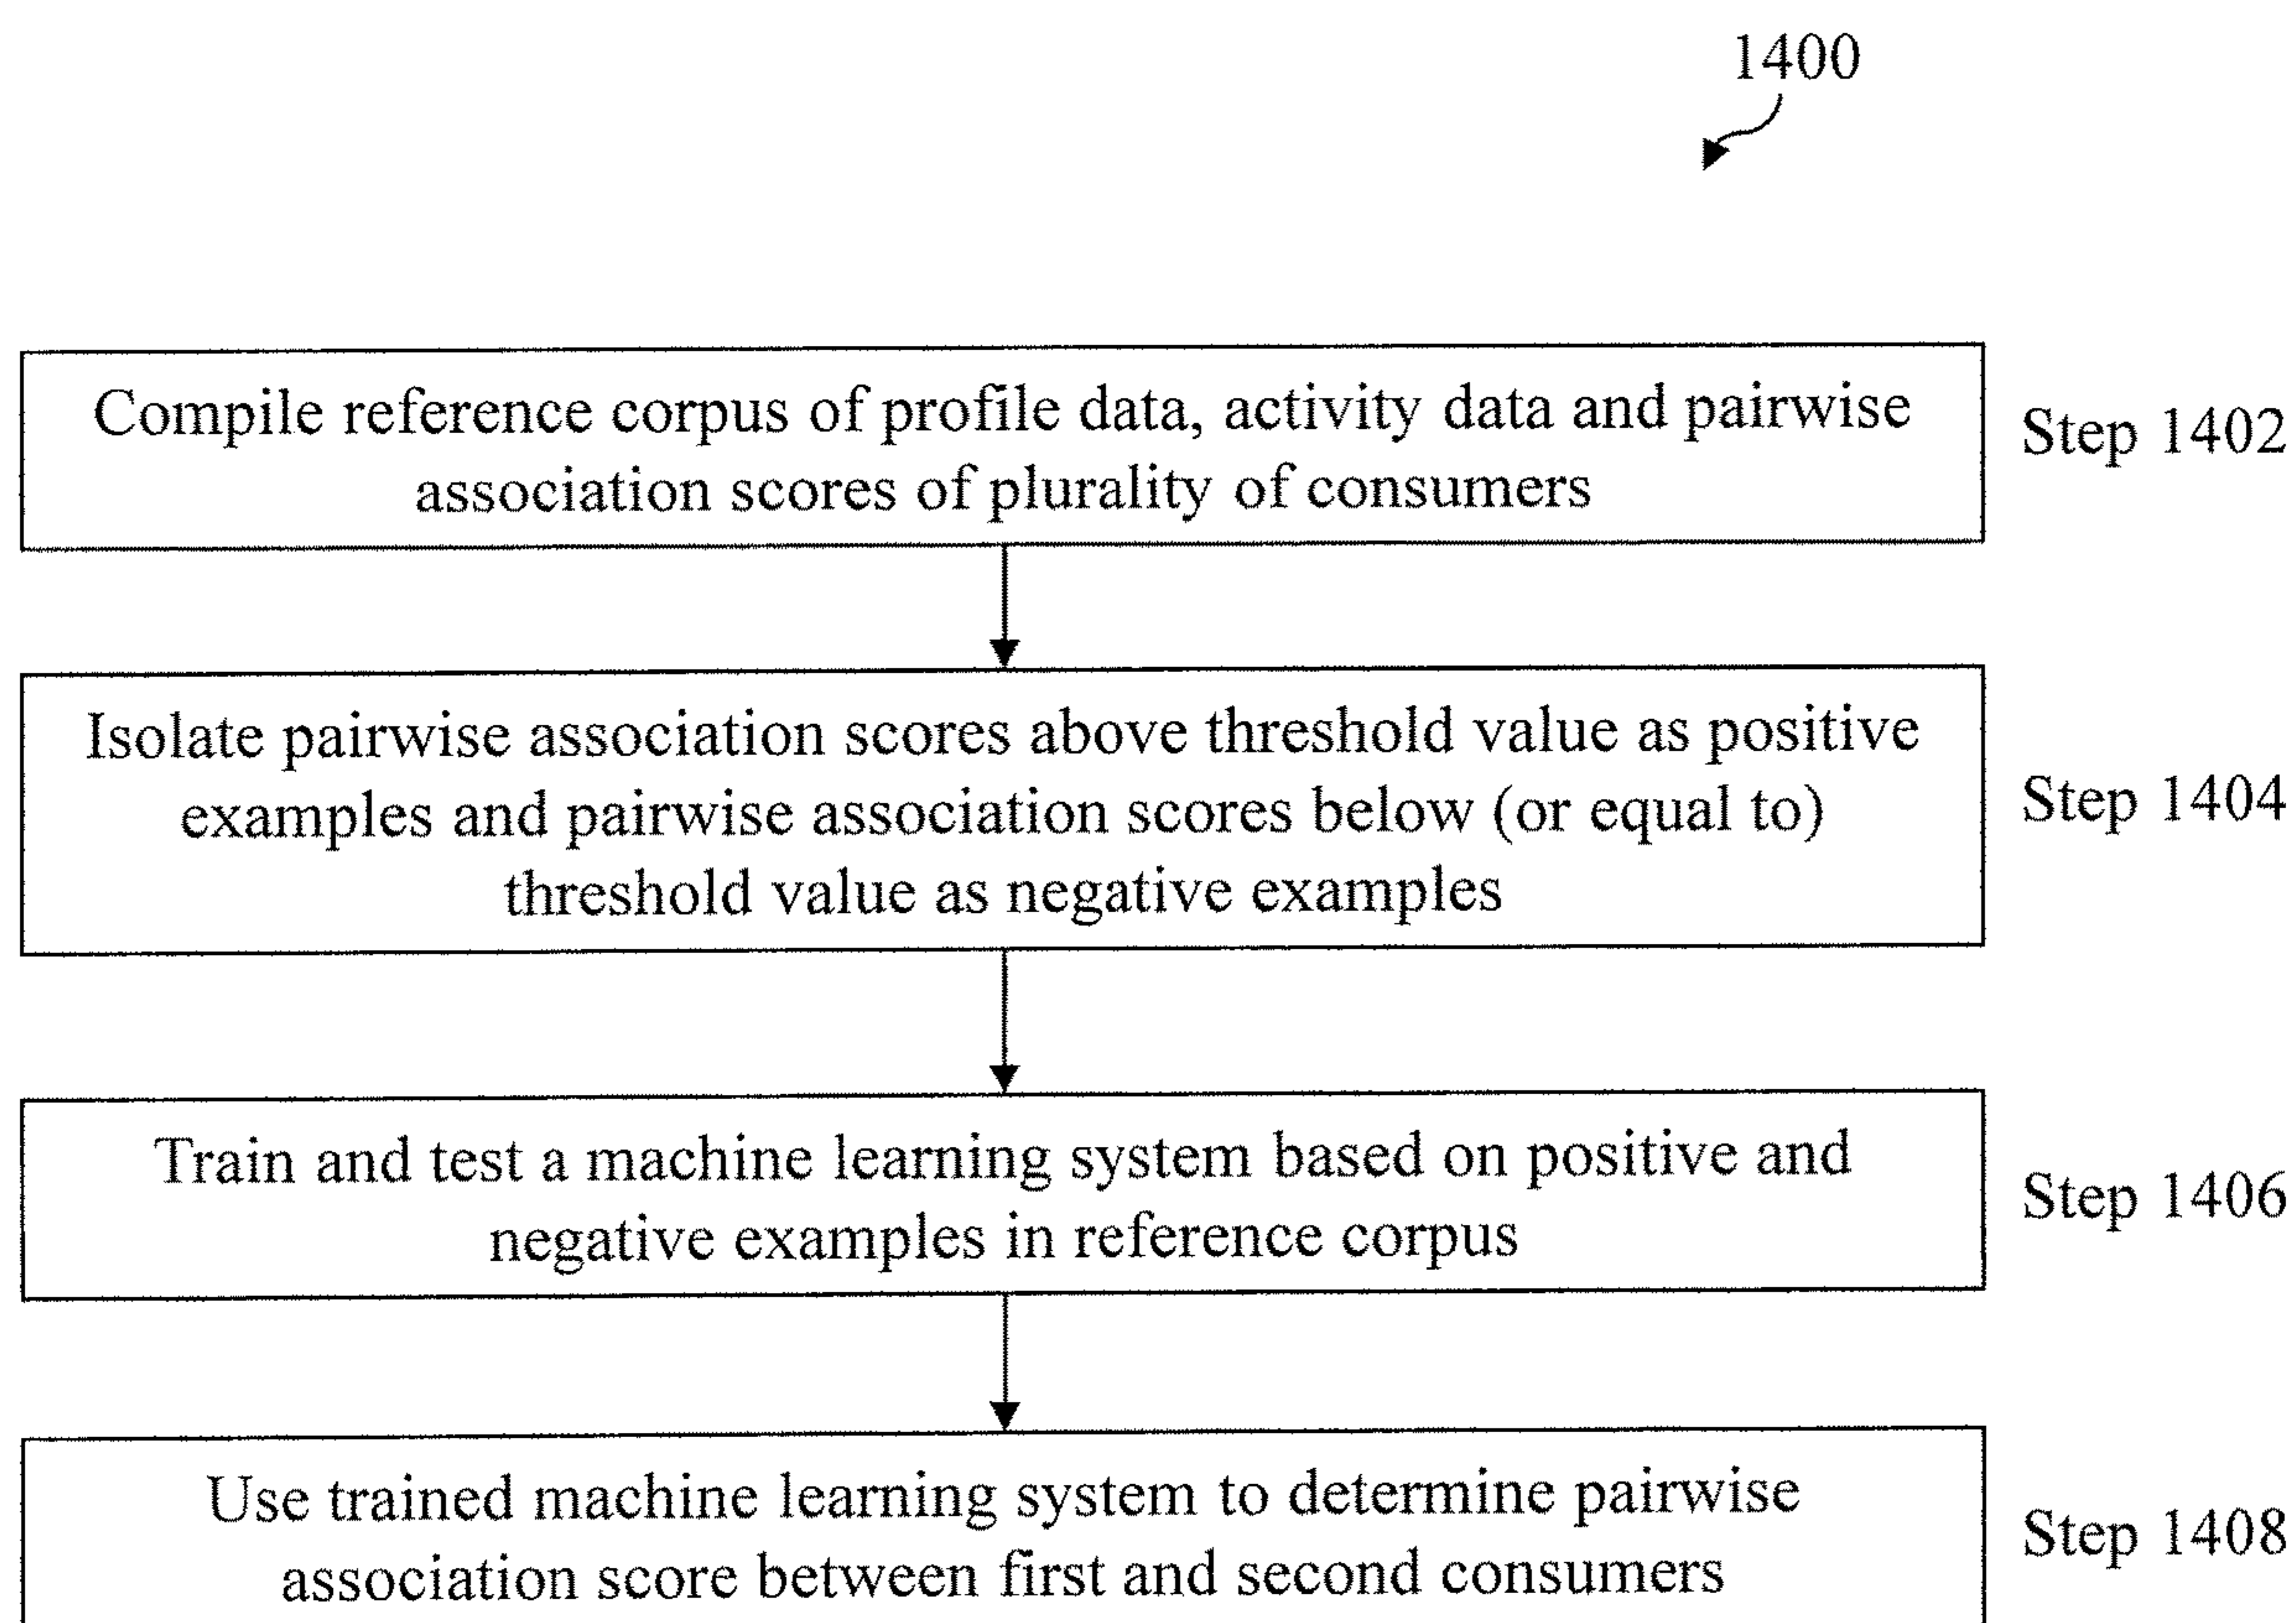 1400
Compile reference corpus of profile data, activity data and pairwise
association scores of plurality of consumers
Step 1402
Isolate pairwise association scores above threshold value as positive
examples and pairwise association scores below (or equal to)
threshold value as negative examples
Step 1404
Train and test a machine learning system based on positive and
negative examples in reference corpus
Step 1406
Use trained machine learning system to determine pairwise
association score between first and second consumers
Step 1408